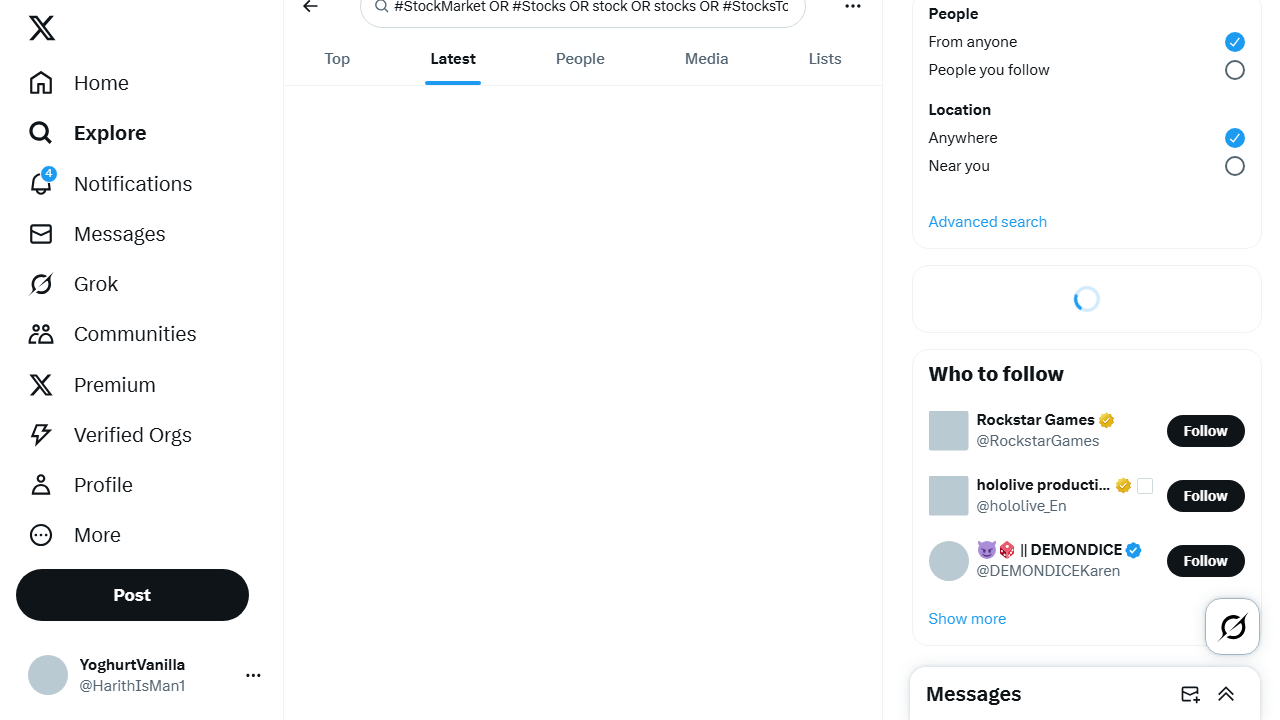 Home
Explore
4
Notifications
Messages
Grok
Communities
Premium
Verified Orgs
Profile
More
Post
YoghurtVanilla
@HarithIsMan1
#StockMarket OR #Stocks OR stock OR stocks OR #StocksTo
Top
Latest
People
Media
Lists
People
From anyone
People you follow
Location
Anywhere
Near you
Advanced search
Who to follow
Rockstar Games
@RockstarGames
Follow
hololive producti...
@hololive_En
Follow
😈🎲 || DEMONDICE
@DEMONDICEKaren
Follow
Show more
Messages